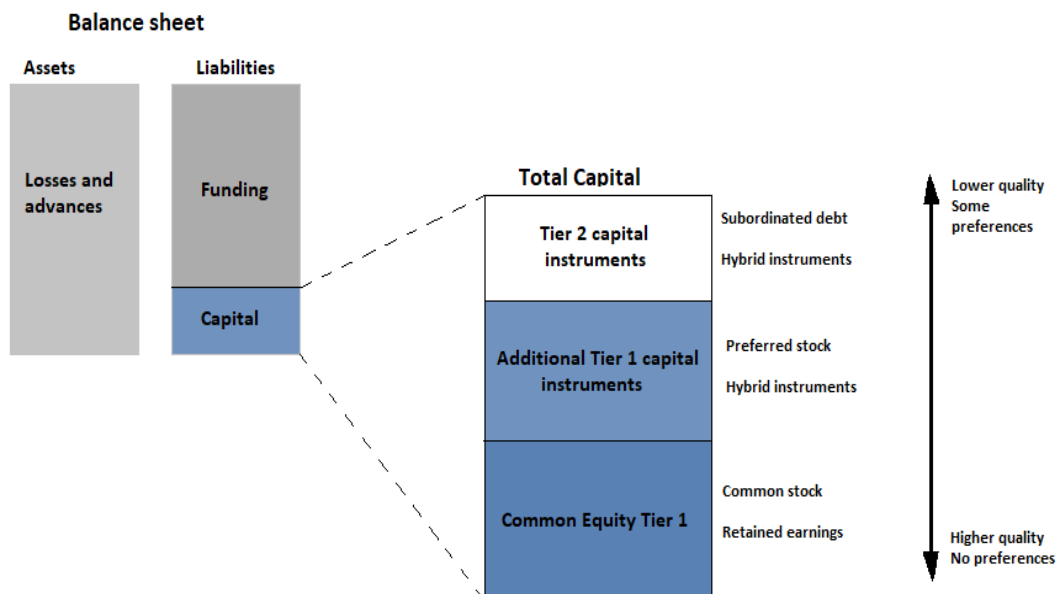 Balance sheet
Assets
Liabilities
Losses and
advances
Funding
Capital
Total Capital
Tier 2 capital
instruments
Subordinated debt
Hybrid instruments
Additional Tier 1 capital
instruments
Preferred stock
Hybrid instruments
Common Equity Tier 1
Common stock
Retained earnings
Lower quality
Some
preferences
Higher quality
No preferences